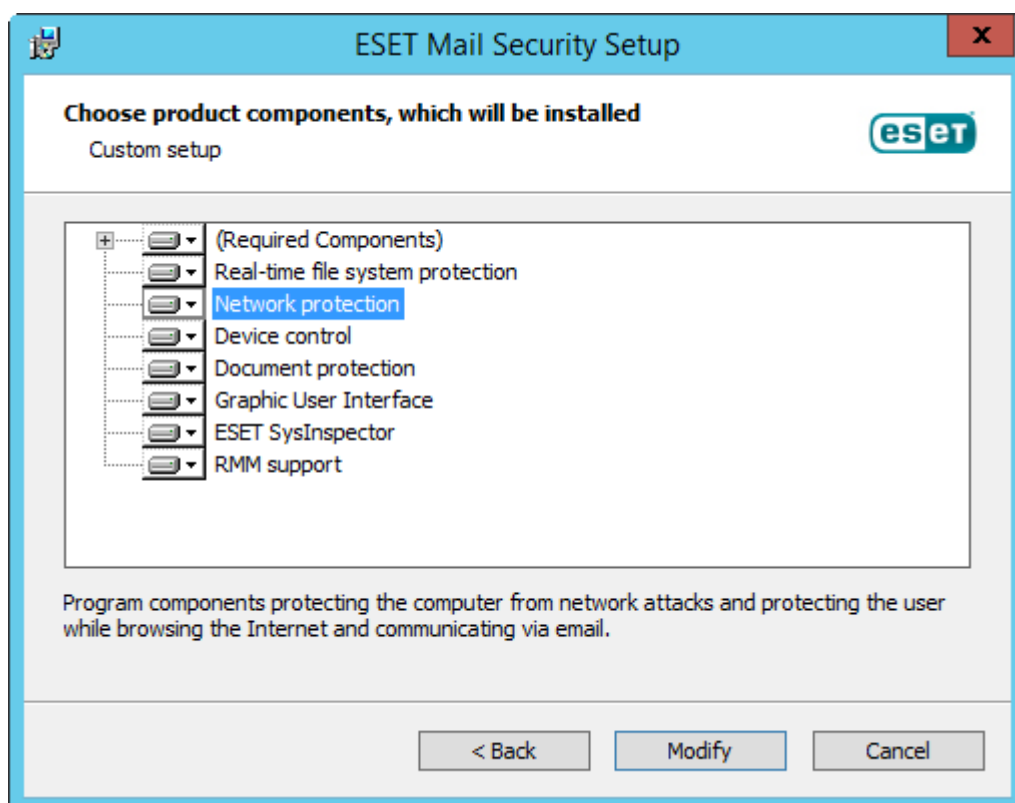 ESET Mail Security Setup
x
Choose product components, which will be installed
Custom setup
eseT
(Required Components)
Real-time file system protection
Network protection
Device control
Document protection
Graphic User Interface
ESET SysInspector
RMM support
Program components protecting the computer from network attacks and protecting the user
while browsing the Internet and communicating via email.
< Back
Modify
Cancel